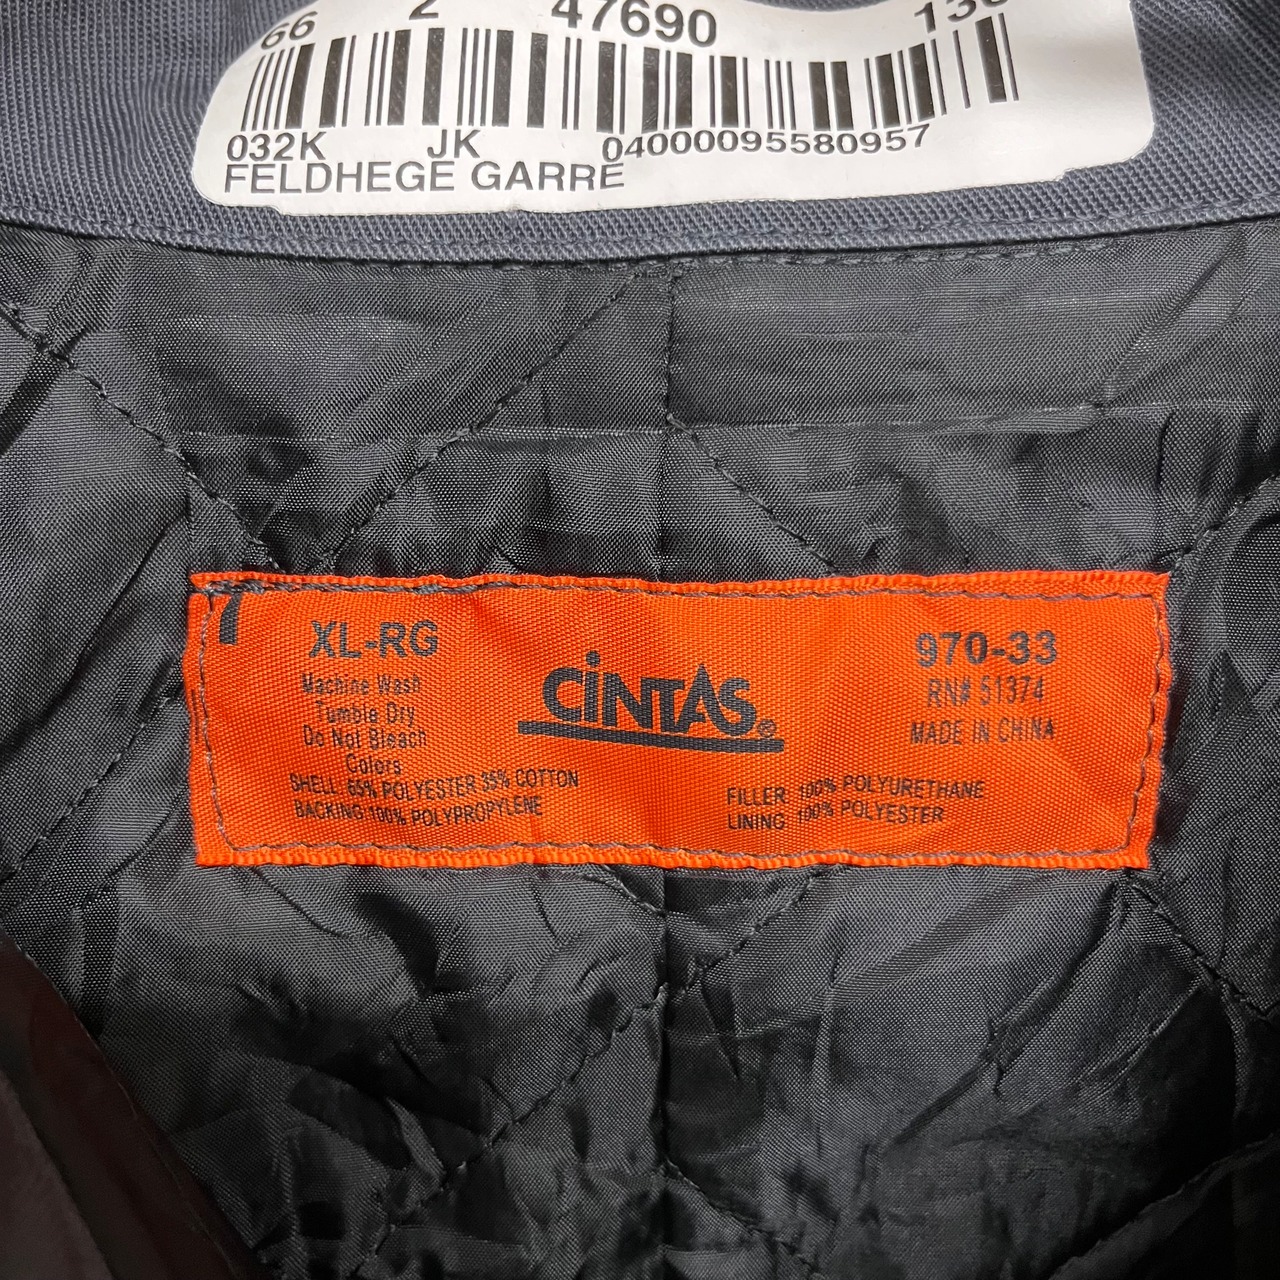 66 2 47690 136
032K JK 04000095580957
FELDHEGE GARRE
XL-RG
Machine Wash
Tumble Dry
Do Not Bleach
Colors
SHELL: 65% POLYESTER 35% COTTON
BACKING:100% POLYPROPYLENE
CiNTAS®
970-33
RN# 51374
MADE IN CHINA
FILLER 100% POLYURETHANE
LINING 100% POLYESTER